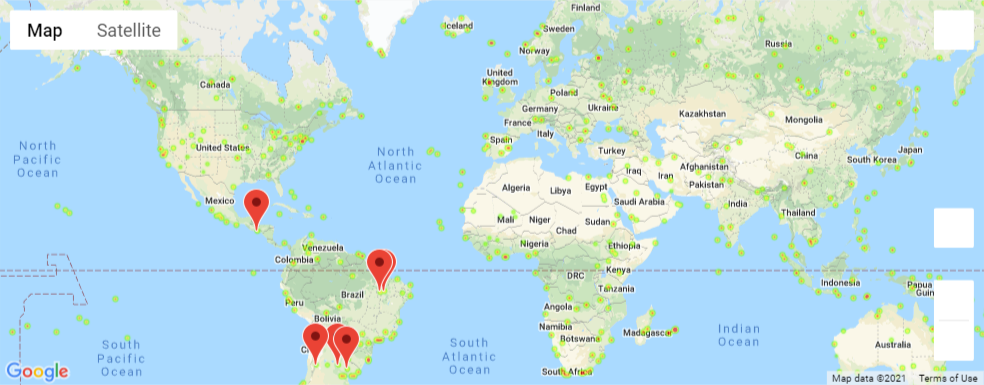 Map
Satellite
Finland
Iceland
Sweden
Norway
Russia
Canada
United
Kingdom
Poland
Germany
Ukraine
France
Kazakhstan
Mongolia
Italy
Spain
North
Pacific
Ocean
United States
North
Atlantic
Ocean
Turkey
China
South Korea
Japan
Afghanistan
Iraq
Iran
Pakistan
Algeria
Libya
Egypt
Saudi Arabia
India
Mexico
Mali
Niger
Chad
Sudan
Thailand
Venezuela
Colombia
Nigeria
Ethiopia
DRC
Kenya
Indonesia
Papua
Guin
Tanzania
Brazil
Peru
Angola
Bolivia
Namibia
Botswana
Madagascar
Indian
Ocean
South
Pacific
Ocean
South
Atlantic
Ocean
Australia
South Africa
Google
Map data ©2021
Terms of Use